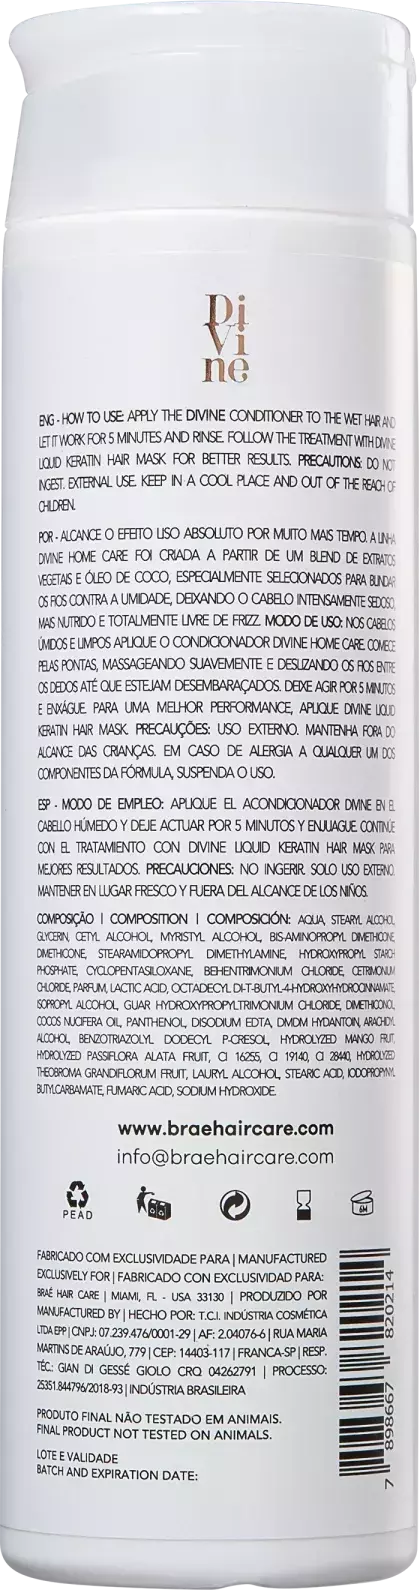 Di
Vi
ne
ENG - HOW TO USE: APPLY THE DIVINE CONDITIONER TO THE WET HAIR AND
LET IT WORK FOR 5 MINUTES AND RINSE. FOLLOW THE TREATMENT WITH DIVINE
LIQUID KERATIN HAIR MASK FOR BETTER RESULTS. PRECAUTIONS: DO NOT
INGEST. EXTERNAL USE. KEEP IN A COOL PLACE AND OUT OF THE REACH OF
CHILDREN.
POR - ALCANCE O EFEITO LISO ABSOLUTO POR MUITO MAIS TEMPO. A LINHA
DIVINE HOME CARE FOI CRIADA A PARTIR DE UM BLEND DE EXTRATOS
VEGETAIS E ÓLEO DE COCO, ESPECIALMENTE SELECIONADOS PARA BLINDAR
OS FIOS CONTRA A UMIDADE, DEIXANDO O CABELO INTENSAMENTE SEDOSO,
MAIS NUTRIDO E TOTALMENTE LIVRE DE FRIZZ. MODO DE USO: NOS CABELOS
ÚMIDOS E LIMPOS APLIQUE O CONDICIONADOR DIVINE HOME CARE. COMECE
PELAS PONTAS, MASSAGEANDO SUAVEMENTE E DESLIZANDO OS FIOS ENTRE
OS DEDOS ATÉ QUE ESTEJAM DESEMBARAÇADOS. DEIXE AGIR POR 5 MINUTOS
E ENXÁGUE. PARA UMA MELHOR PERFORMANCE, APLIQUE DIVINE LIQUID
KERATIN HAIR MASK. PRECAUÇÕES: USO EXTERNO. MANTENHA FORA DO
ALCANCE DAS CRIANÇAS. EM CASO DE ALERGIA A QUALQUER UM DOS
COMPONENTES DA FÓRMULA, SUSPENDA O USO.
ESP - MODO DE EMPLEO: APLIQUE EL ACONDICIONADOR DIVINE EN EL
CABELLO HÚMEDO Y DEJE ACTUAR POR 5 MINUTOS Y ENJUAGUE. CONTINÚE
CON EL TRATAMIENTO CON DIVINE LIQUID KERATIN HAIR MASK PARA
MEJORES RESULTADOS. PRECAUCIONES: NO INGERIR. SOLO USO EXTERNO.
MANTENER EN LUGAR FRESCO Y FUERA DEL ALCANCE DE LOS NIÑOS.
COMPOSIÇÃO | COMPOSITION | COMPOSICIÓN: AQUA, STEARYL ALCOHOL,
GLYCERIN, CETYL ALCOHOL, MYRISTYL ALCOHOL, BIS-AMINOPROPYL DIMETHICONE,
DIMETHICONE, STEARAMIDOPROPYL DIMETHYLAMINE, HYDROXYPROPYL STARCH
PHOSPHATE, CYCLOPENTASILOXANE, BEHENTRIMONIUM CHLORIDE, CETRIMONIUM
CHLORIDE, PARFUM, LACTIC ACID, OCTADECYL DI-T-BUTYL-4-HYDROXYHYDROCINNAMATE,
ISOPROPYL ALCOHOL, GUAR HYDROXYPROPYLTRIMONIUM CHLORIDE, DIMETHICONOL,
COCOS NUCIFERA OIL, PANTHENOL, DISODIUM EDTA, DMDM HYDANTOIN, ARACHIDYL
ALCOHOL, BENZOTRIAZOLYL DODECYL P-CRESOL, HYDROLYZED MANGO FRUIT,
HYDROLYZED PASSIFLORA ALATA FRUIT, CI 16255, CI 19140, CI 28440, HYDROLYZED
THEOBROMA GRANDIFLORUM FRUIT, LAURYL ALCOHOL, STEARIC ACID, IODOPROPYNYL
BUTYLCARBAMATE, FUMARIC ACID, SODIUM HYDROXIDE.
www.braehaircare.com
info@braehaircare.com
PEAD
6M
FABRICADO COM EXCLUSIVIDADE PARA | MANUFACTURED
EXCLUSIVELY FOR | FABRICADO CON EXCLUSIVIDAD PARA:
BRAÉ HAIR CARE | MIAMI, FL - USA 33130 | PRODUZIDO POR
MANUFACTURED BY | HECHO POR: T.C.I. INDÚSTRIA COSMÉTICA
LTDA EPP | CNPJ: 07.239.476/0001-29 | AF: 2.04076-6 | RUA MARIA
MARTINS DE ARAÚJO, 779 | CEP: 14403-117 | FRANCA-SP | RESP.
TÉC.: GIAN DI GESSÉ GIOLO CRQ 04262791 | PROCESSO:
25351.844796/2018-93 | INDÚSTRIA BRASILEIRA
PRODUTO FINAL NÃO TESTADO EM ANIMAIS.
FINAL PRODUCT NOT TESTED ON ANIMALS.
LOTE E VALIDADE
BATCH AND EXPIRATION DATE:
7 898667 820214